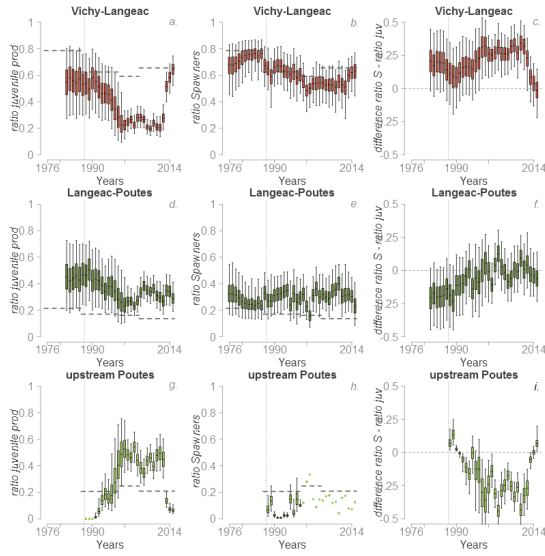 Vichy-Langeac Vichy-Langeac Vichy-Langeac
a. b. c.
ratio juvenile prod ratio Spawners difference ratio S - ratio juv
1 1 0.5
0.8 0.8 0.25
0.6 0.6 0
0.4 0.4 0.25
0.2 0.2 0.5
0 0
1976 1990 2014 1976 1990 2014 1976 1990 2014
Years Years Years
Langeac-Poutes Langeac-Poutes Langeac-Poutes
d. e. f.
ratio juvenile prod ratio Spawners difference ratio S - ratio juv
1 1 0.5
0.8 0.8 0.25
0.6 0.6 0
0.4 0.4 0.25
0.2 0.2 0.5
0 0
1976 1990 2014 1976 1990 2014 1976 1990 2014
Years Years Years
upstream Poutes upstream Poutes upstream Poutes
g. h. i.
ratio juvenile prod ratio Spawners difference ratio S - ratio juv
1 1 0.5
0.8 0.8 0.25
0.6 0.6 0
0.4 0.4 0.25
0.2 0.2 0.5
0 0
1976 1990 2014 1976 1990 2014 1976 1990 2014
Years Years Years